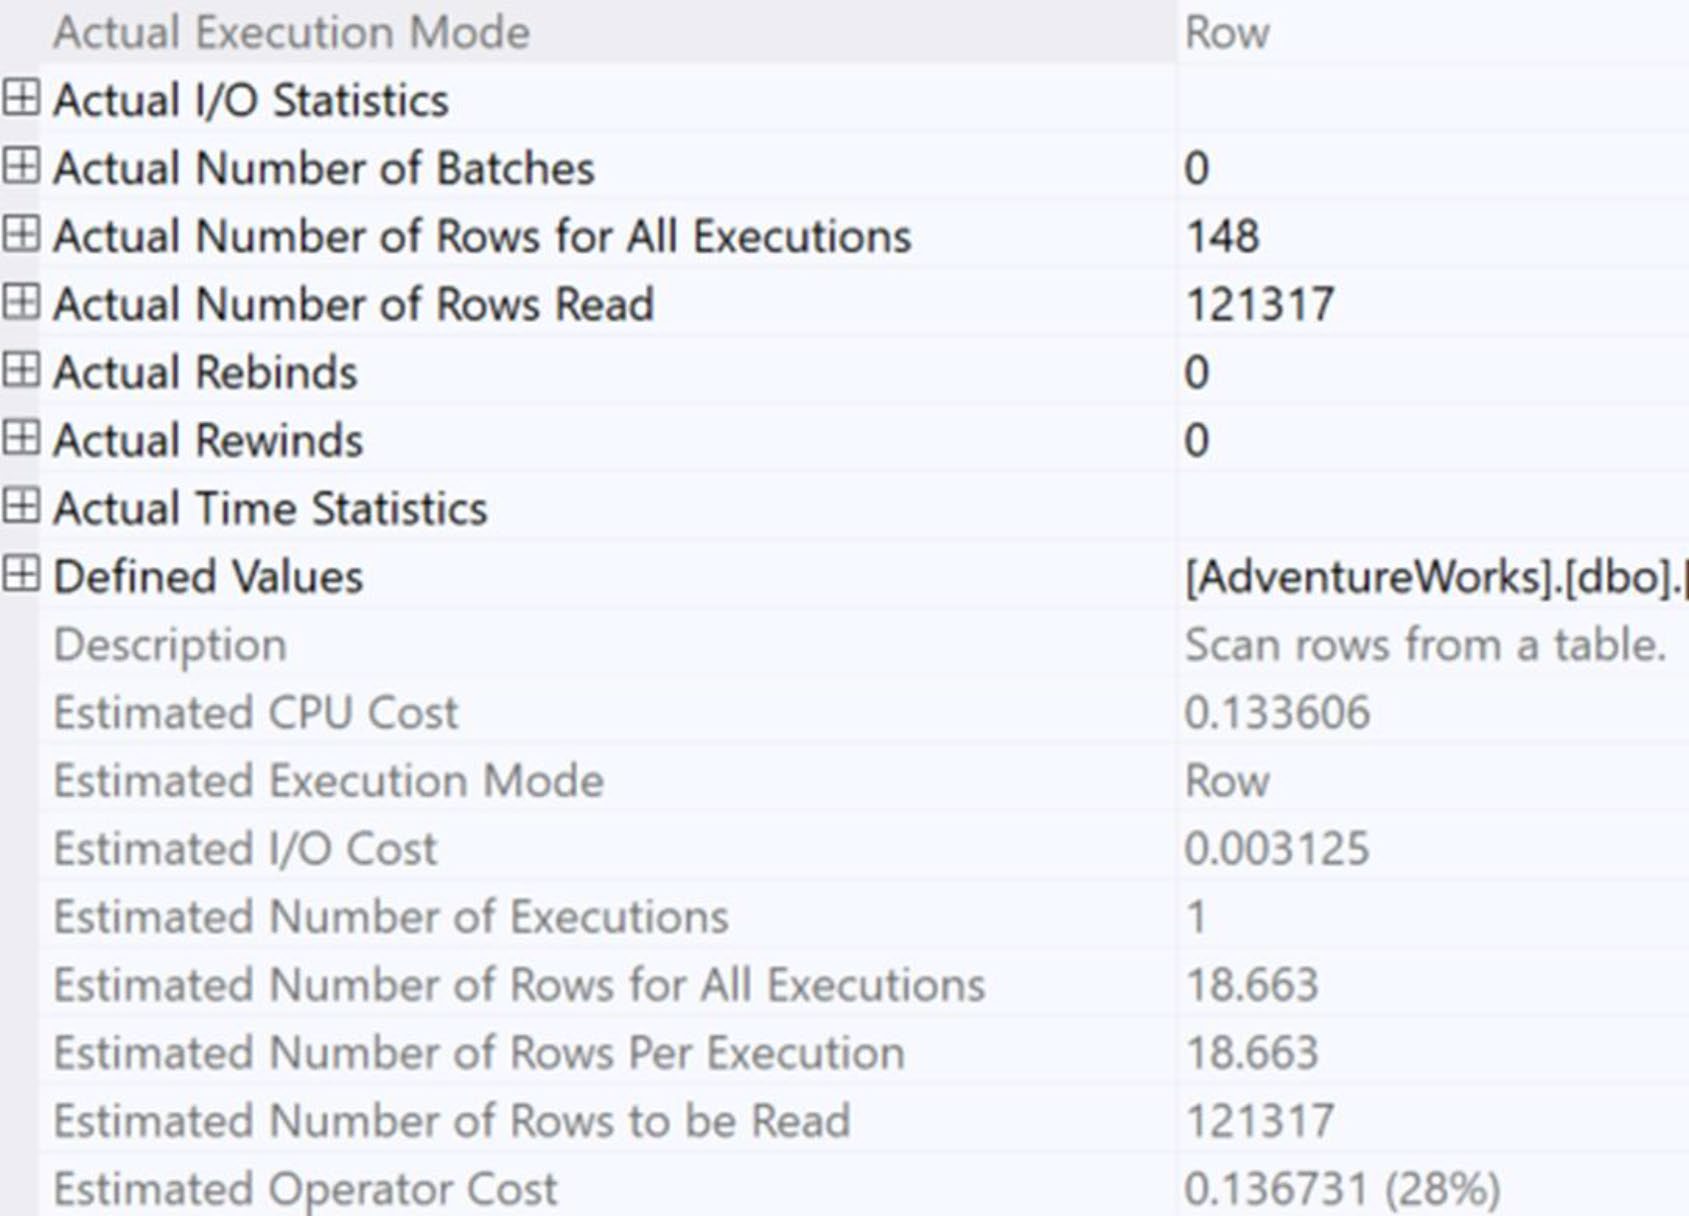 Actual Execution Mode Row
Actual I/O Statistics
Actual Number of Batches 0
Actual Number of Rows for All Executions 148
Actual Number of Rows Read 121317
Actual Rebinds 0
Actual Rewinds 0
Actual Time Statistics
Defined Values [AdventureWorks].[dbo].[
Description Scan rows from a table.
Estimated CPU Cost 0.133606
Estimated Execution Mode Row
Estimated I/O Cost 0.003125
Estimated Number of Executions 1
Estimated Number of Rows for All Executions 18.663
Estimated Number of Rows Per Execution 18.663
Estimated Number of Rows to be Read 121317
Estimated Operator Cost 0.136731 (28%)